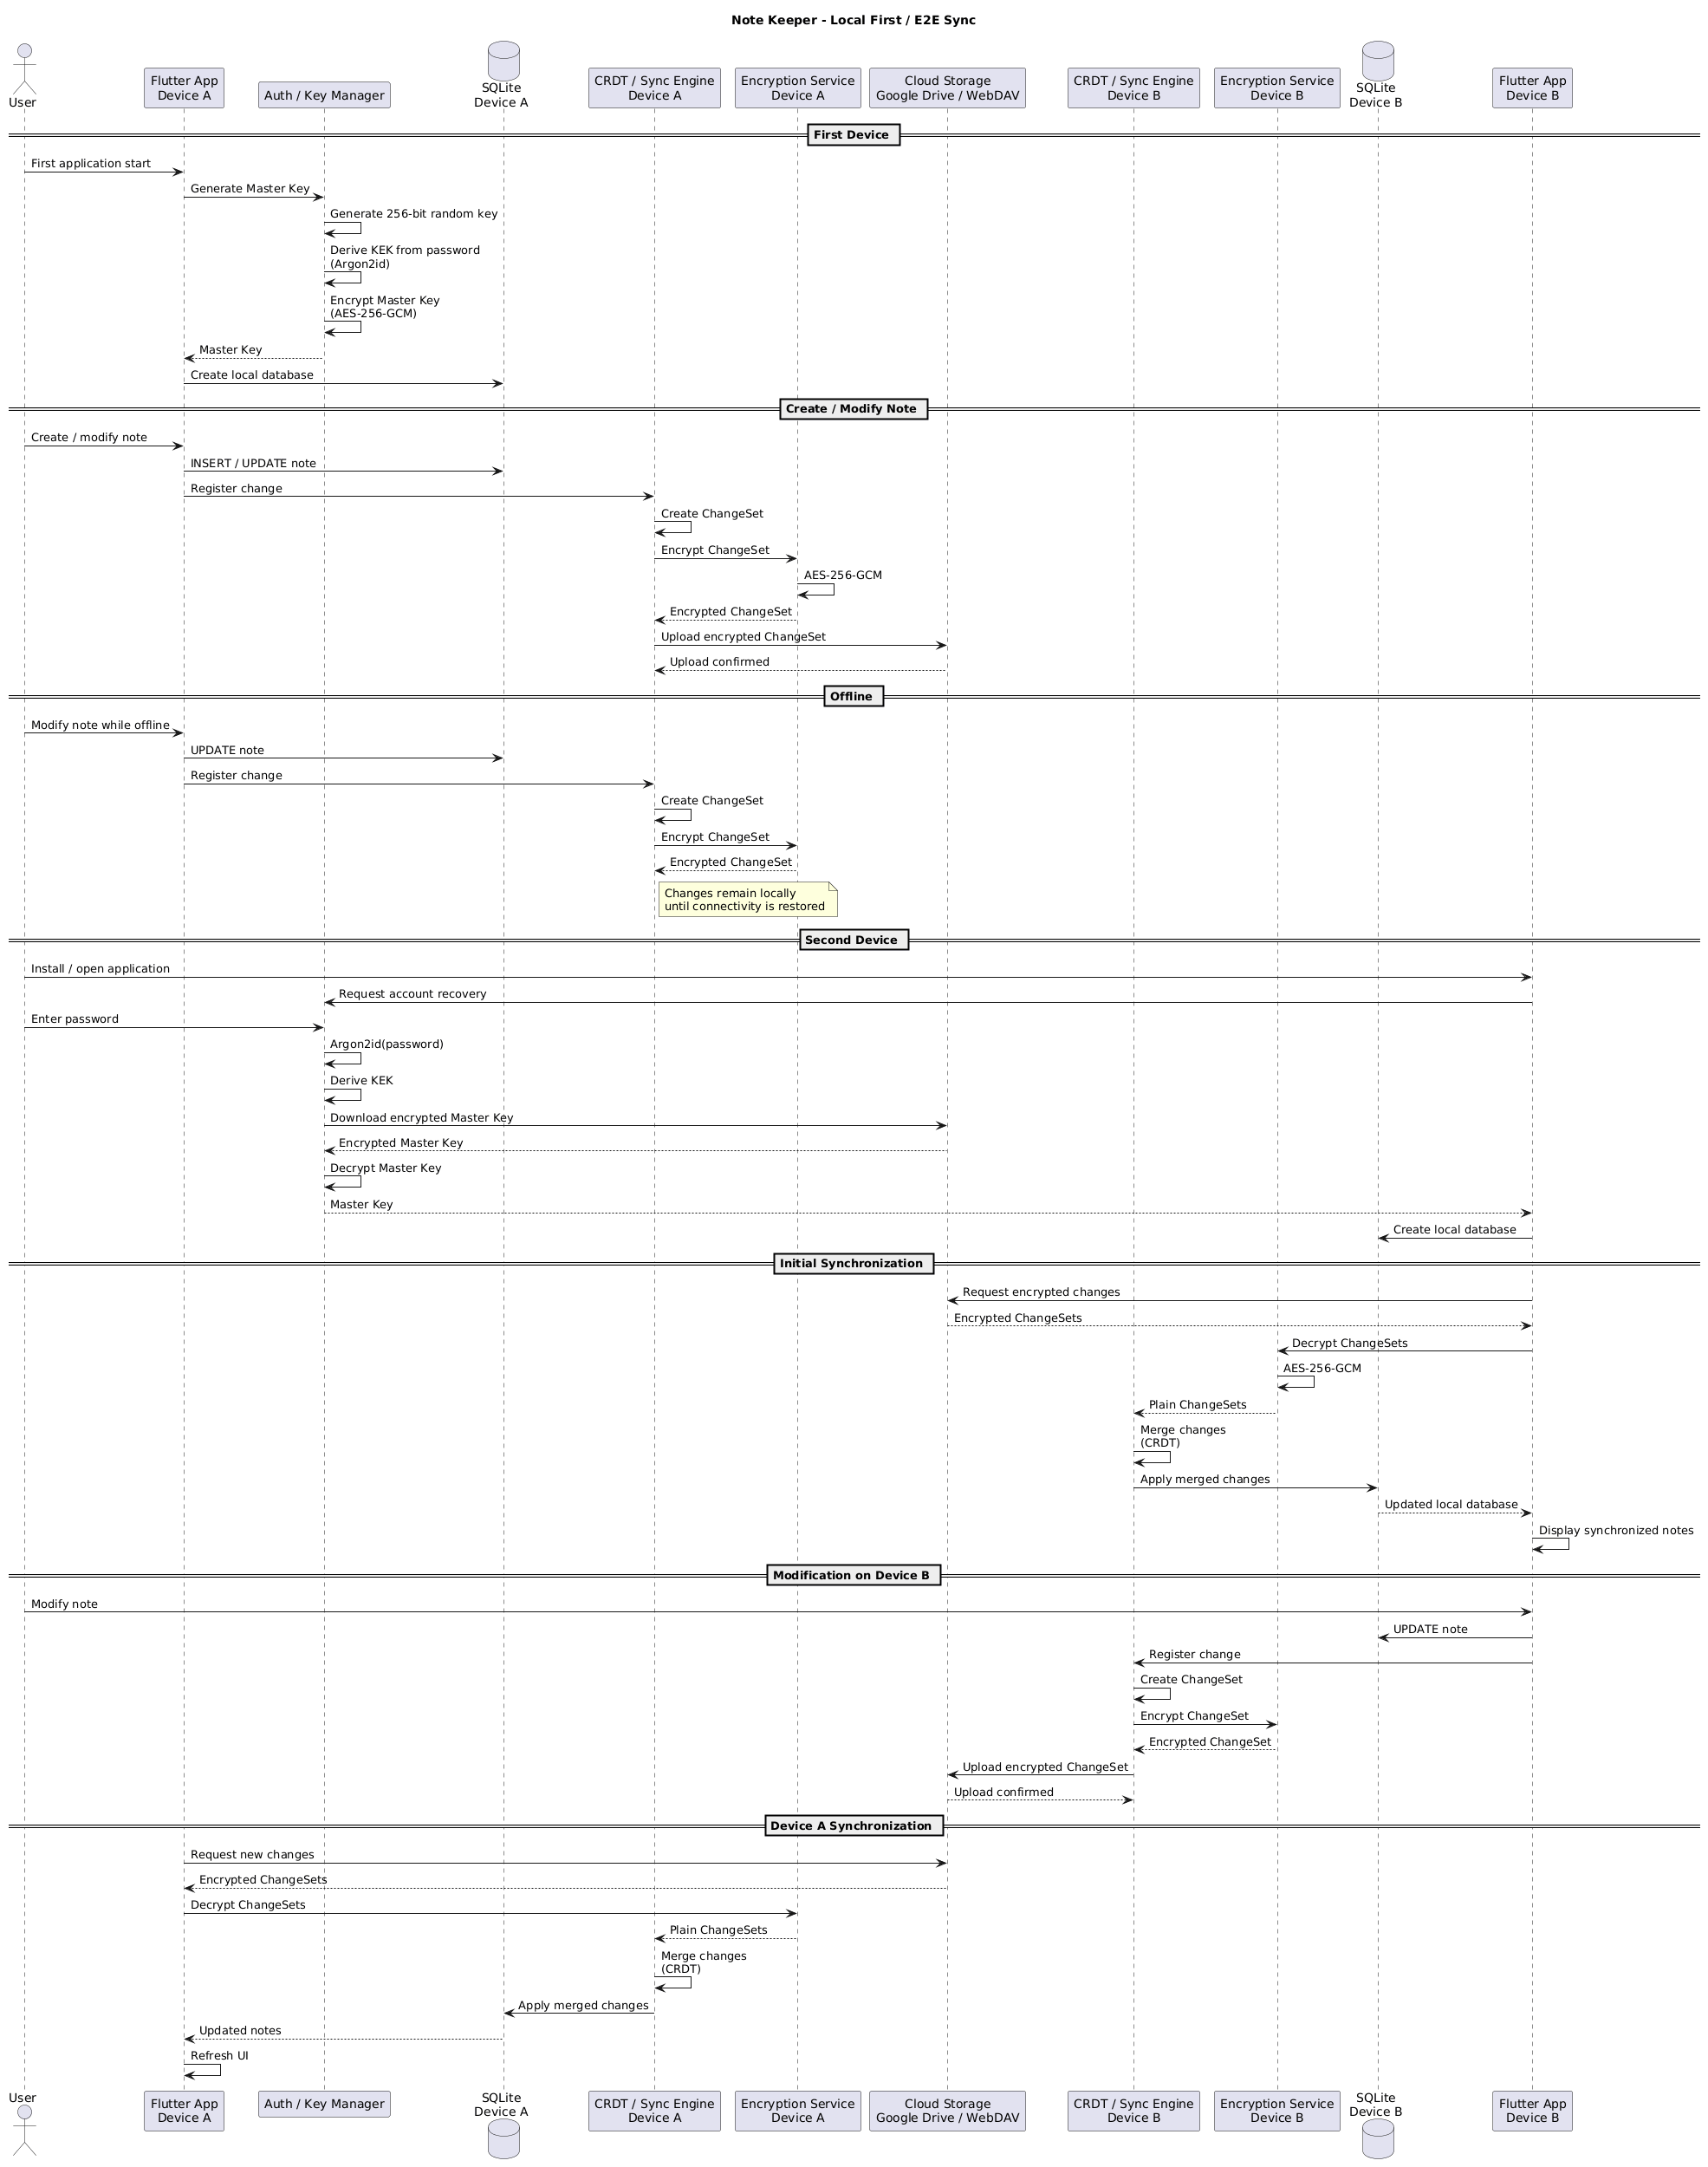 Note Keeper - Local First / E2E Sync
User
Flutter App
Device A
Auth / Key Manager
SQLite
Device A
CRDT / Sync Engine
Device A
Encryption Service
Device A
Cloud Storage
Google Drive / WebDAV
CRDT / Sync Engine
Device B
Encryption Service
Device B
SQLite
Device B
Flutter App
Device B
First Device
First application start
Generate Master Key
Generate 256-bit random key
Derive KEK from password
(Argon2id)
Encrypt Master Key
(AES-256-GCM)
Master Key
Create local database
Create / Modify Note
Create / modify note
INSERT / UPDATE note
Register change
Create ChangeSet
Encrypt ChangeSet
AES-256-GCM
Encrypted ChangeSet
Upload encrypted ChangeSet
Upload confirmed
Offline
Modify note while offline
UPDATE note
Register change
Create ChangeSet
Encrypt ChangeSet
Encrypted ChangeSet
Changes remain locally
until connectivity is restored
Second Device
Install / open application
Request account recovery
Enter password
Argon2id(password)
Derive KEK
Download encrypted Master Key
Encrypted Master Key
Decrypt Master Key
Master Key
Create local database
Initial Synchronization
Request encrypted changes
Encrypted ChangeSets
Decrypt ChangeSets
AES-256-GCM
Plain ChangeSets
Merge changes
(CRDT)
Apply merged changes
Updated local database
Display synchronized notes
Modification on Device B
Modify note
UPDATE note
Register change
Create ChangeSet
Encrypt ChangeSet
Encrypted ChangeSet
Upload encrypted ChangeSet
Upload confirmed
Device A Synchronization
Request new changes
Encrypted ChangeSets
Decrypt ChangeSets
Plain ChangeSets
Merge changes
(CRDT)
Apply merged changes
Updated notes
Refresh UI
User
Flutter App
Device A
Auth / Key Manager
SQLite
Device A
CRDT / Sync Engine
Device A
Encryption Service
Device A
Cloud Storage
Google Drive / WebDAV
CRDT / Sync Engine
Device B
Encryption Service
Device B
SQLite
Device B
Flutter App
Device B